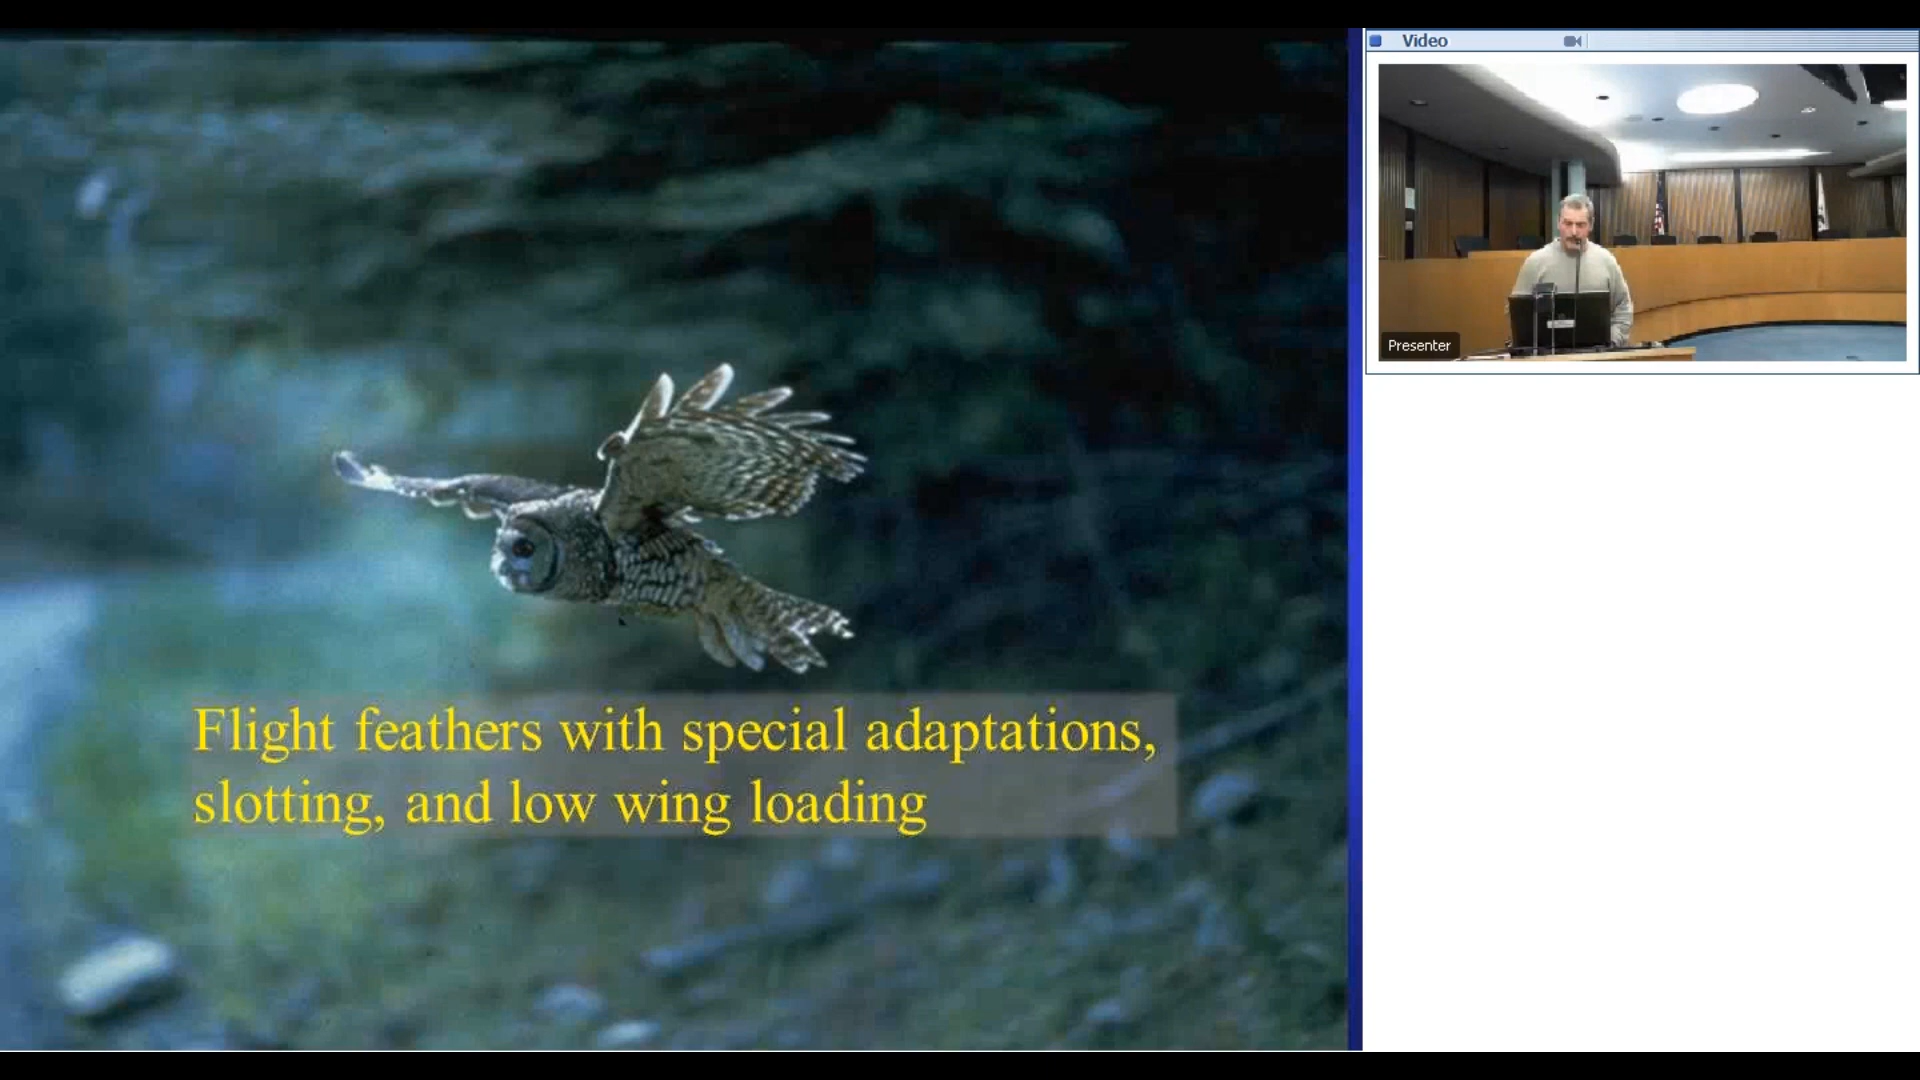 Video
Presenter
Flight feathers with special adaptations,
slotting, and low wing loading